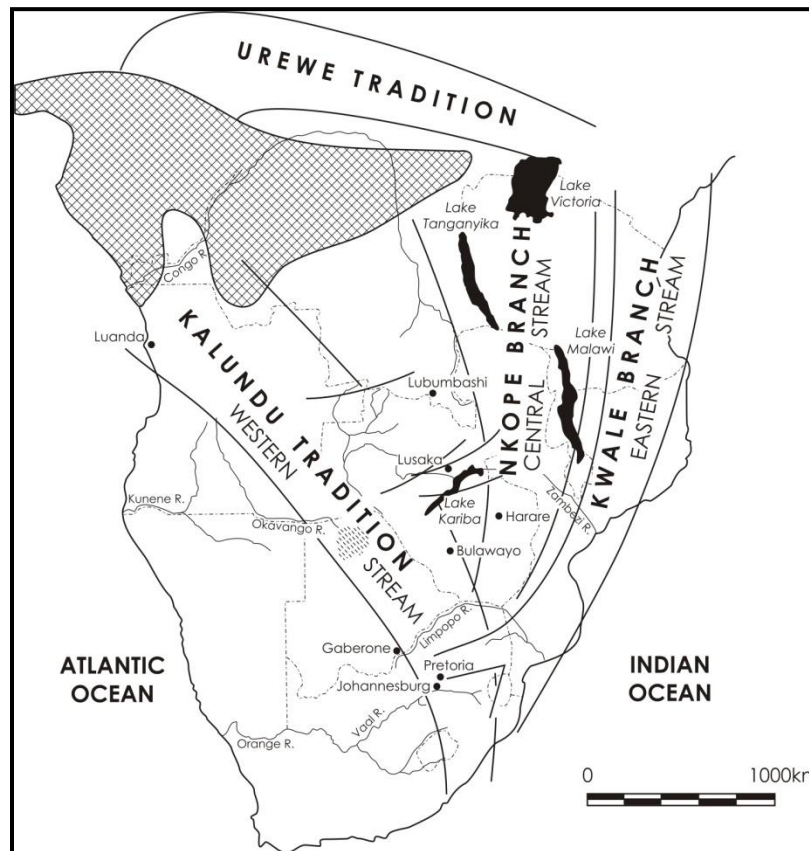 UREWE TRADITION
Lake
Victoria
Lake
Tanganyika
Congo R.
NKOPE BRANCH
CENTRAL STREAM
KWALE BRANCH
EASTERN STREAM
Luanda
KALUNDU TRADITION
WESTERN STREAM
Lake
Malawi
Lubumbashi
Lusaka
Kunene R.
Okavango R.
Lake
Kariba
Harare
Zambezi R.
Bulawayo
Limpopo R.
Gaberone
Pretoria
Johannesburg
ATLANTIC
OCEAN
INDIAN
OCEAN
Vaal R.
Orange R.
0 1000km